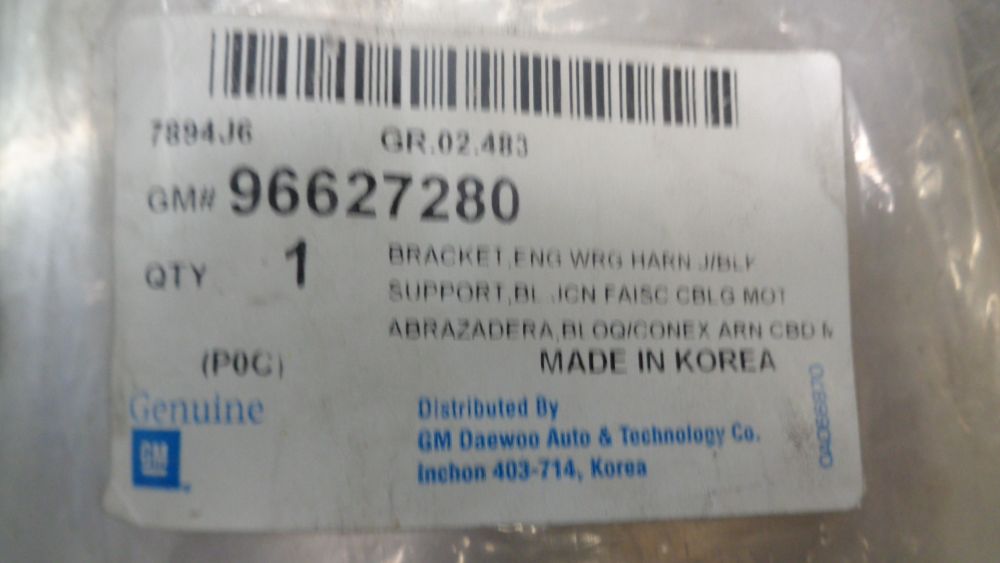 7894J6 GR.02.483
GM# 96627280
QTY 1
BRACKET,ENG WRG HARN J/BLK
SUPPORT,BL JCN FAISC CBLG MOT
ABRAZADERA,BLOQ/CONEX ARN CBD M
(P0C) MADE IN KOREA
Genuine
GM
Distributed By
GM Daewoo Auto & Technology Co.
Inchon 403-714, Korea